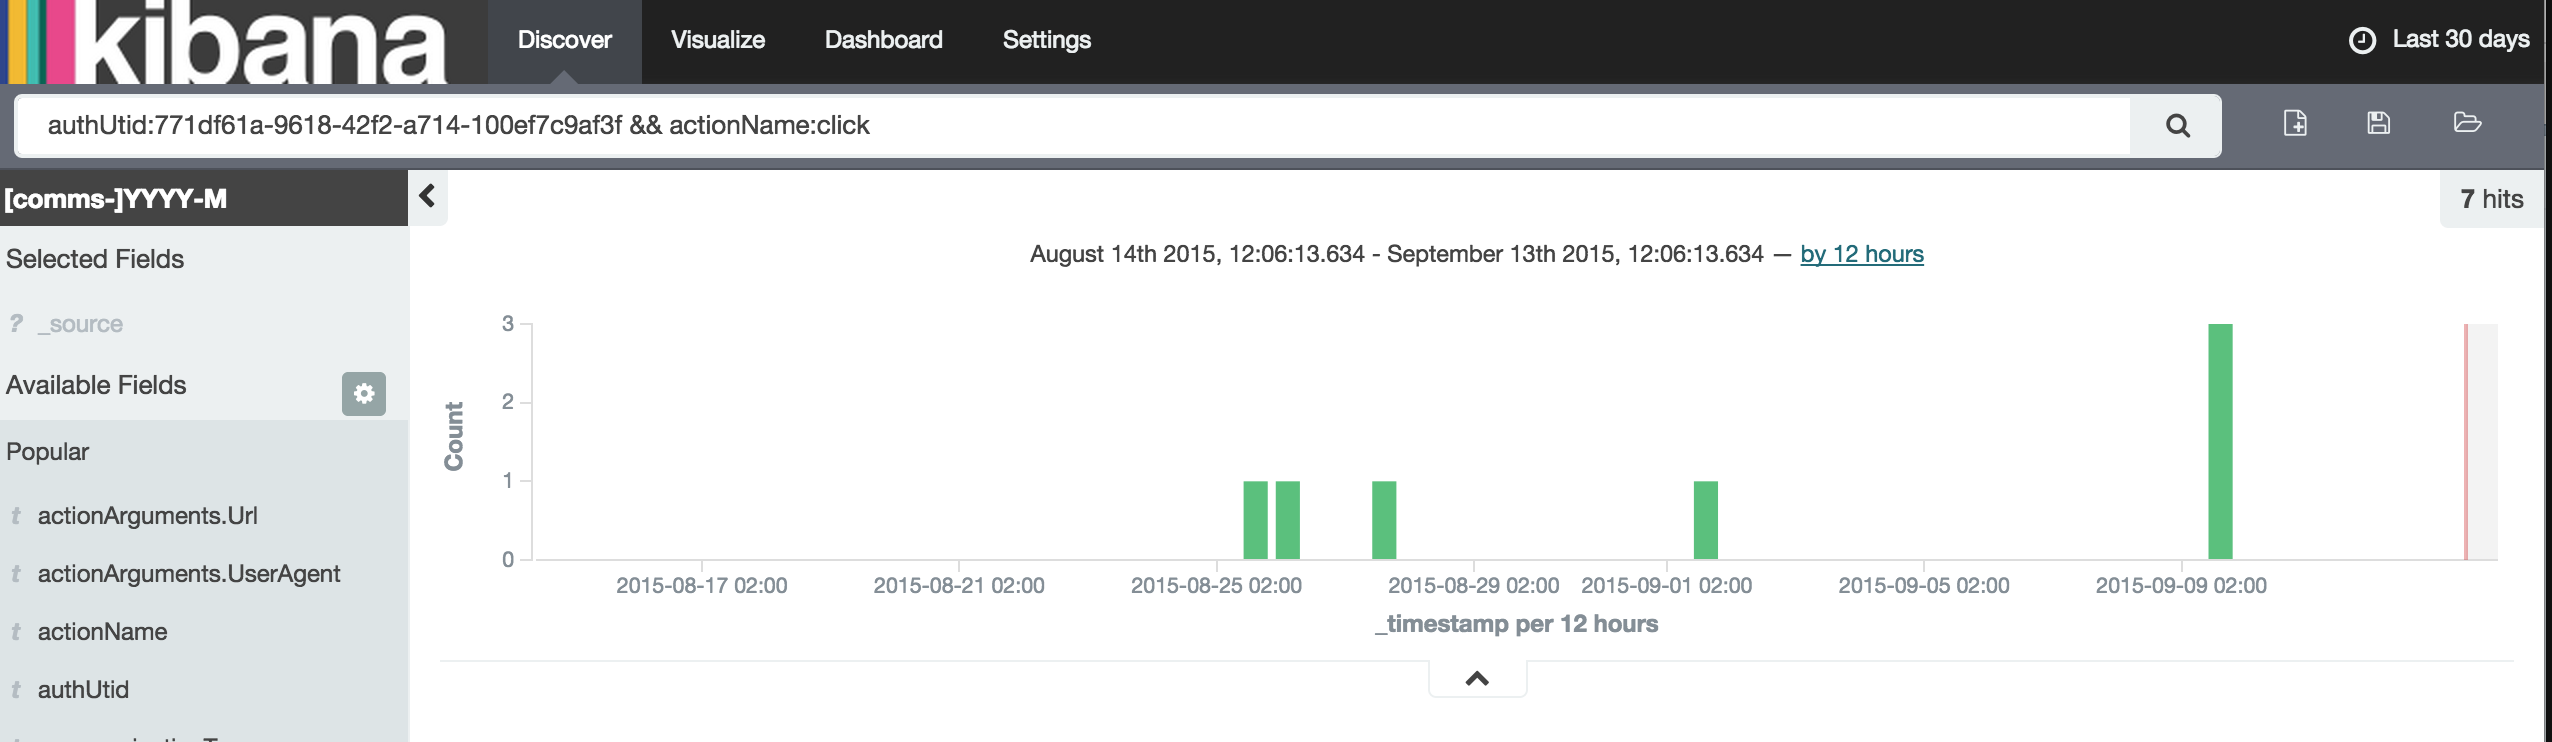 kibana
Discover Visualize Dashboard Settings Last 30 days
authUtid:771df61a-9618-42f2-a714-100ef7c9af3f && actionName:click
[comms-]YYYY-M
7 hits
Selected Fields
? _source
Available Fields
Popular
t actionArguments.Url
t actionArguments.UserAgent
t actionName
t authUtid
August 14th 2015, 12:06:13.634 - September 13th 2015, 12:06:13.634 — by 12 hours
Count
3
2
1
0
2015-08-17 02:00 2015-08-21 02:00 2015-08-25 02:00 2015-08-29 02:00 2015-09-01 02:00 2015-09-05 02:00 2015-09-09 02:00
_timestamp per 12 hours